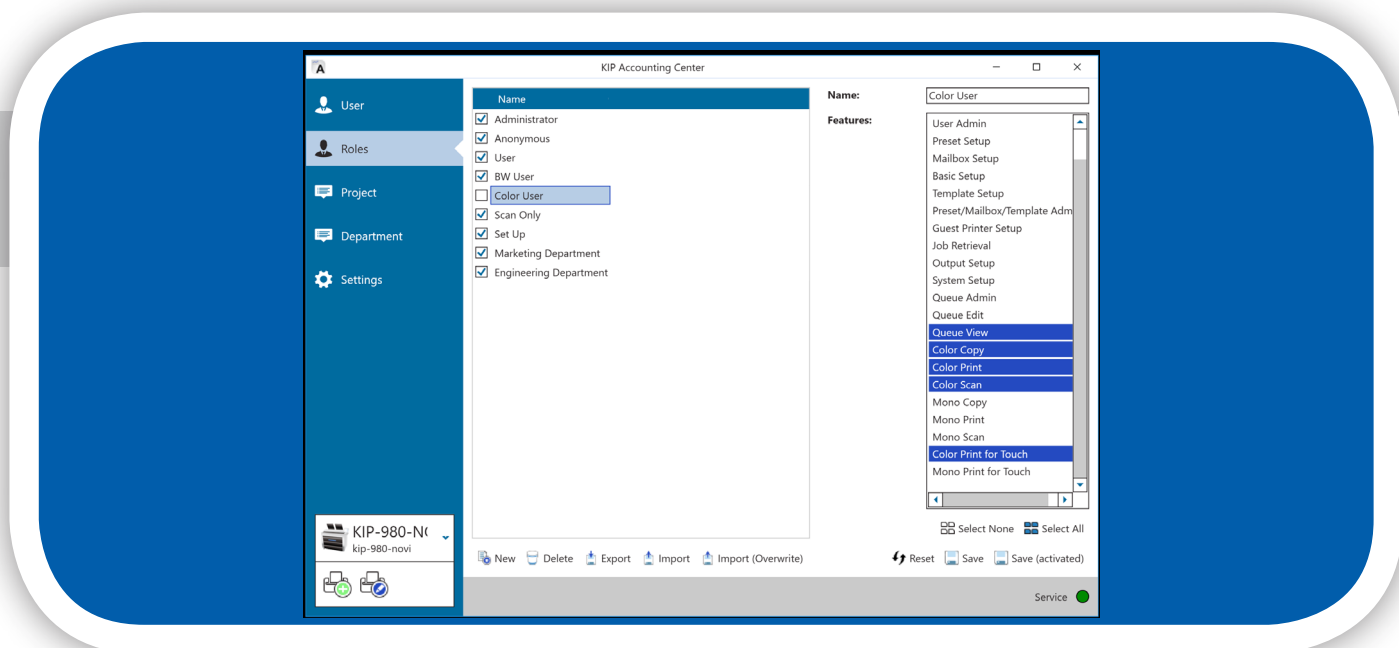 A
KIP Accounting Center
User
Roles
Project
Department
Settings
KIP-980-N
kip-980-novi
Name
Administrator
Anonymous
User
BW User
Color User
Scan Only
Set Up
Marketing Department
Engineering Department
New Delete Export Import Import (Overwrite)
Name: Color User
Features:
User Admin
Preset Setup
Mailbox Setup
Basic Setup
Template Setup
Preset/Mailbox/Template Adm
Guest Printer Setup
Job Retrieval
Output Setup
System Setup
Queue Admin
Queue Edit
Queue View
Color Copy
Color Print
Color Scan
Mono Copy
Mono Print
Mono Scan
Color Print for Touch
Mono Print for Touch
Select None Select All
Reset Save Save (activated)
Service